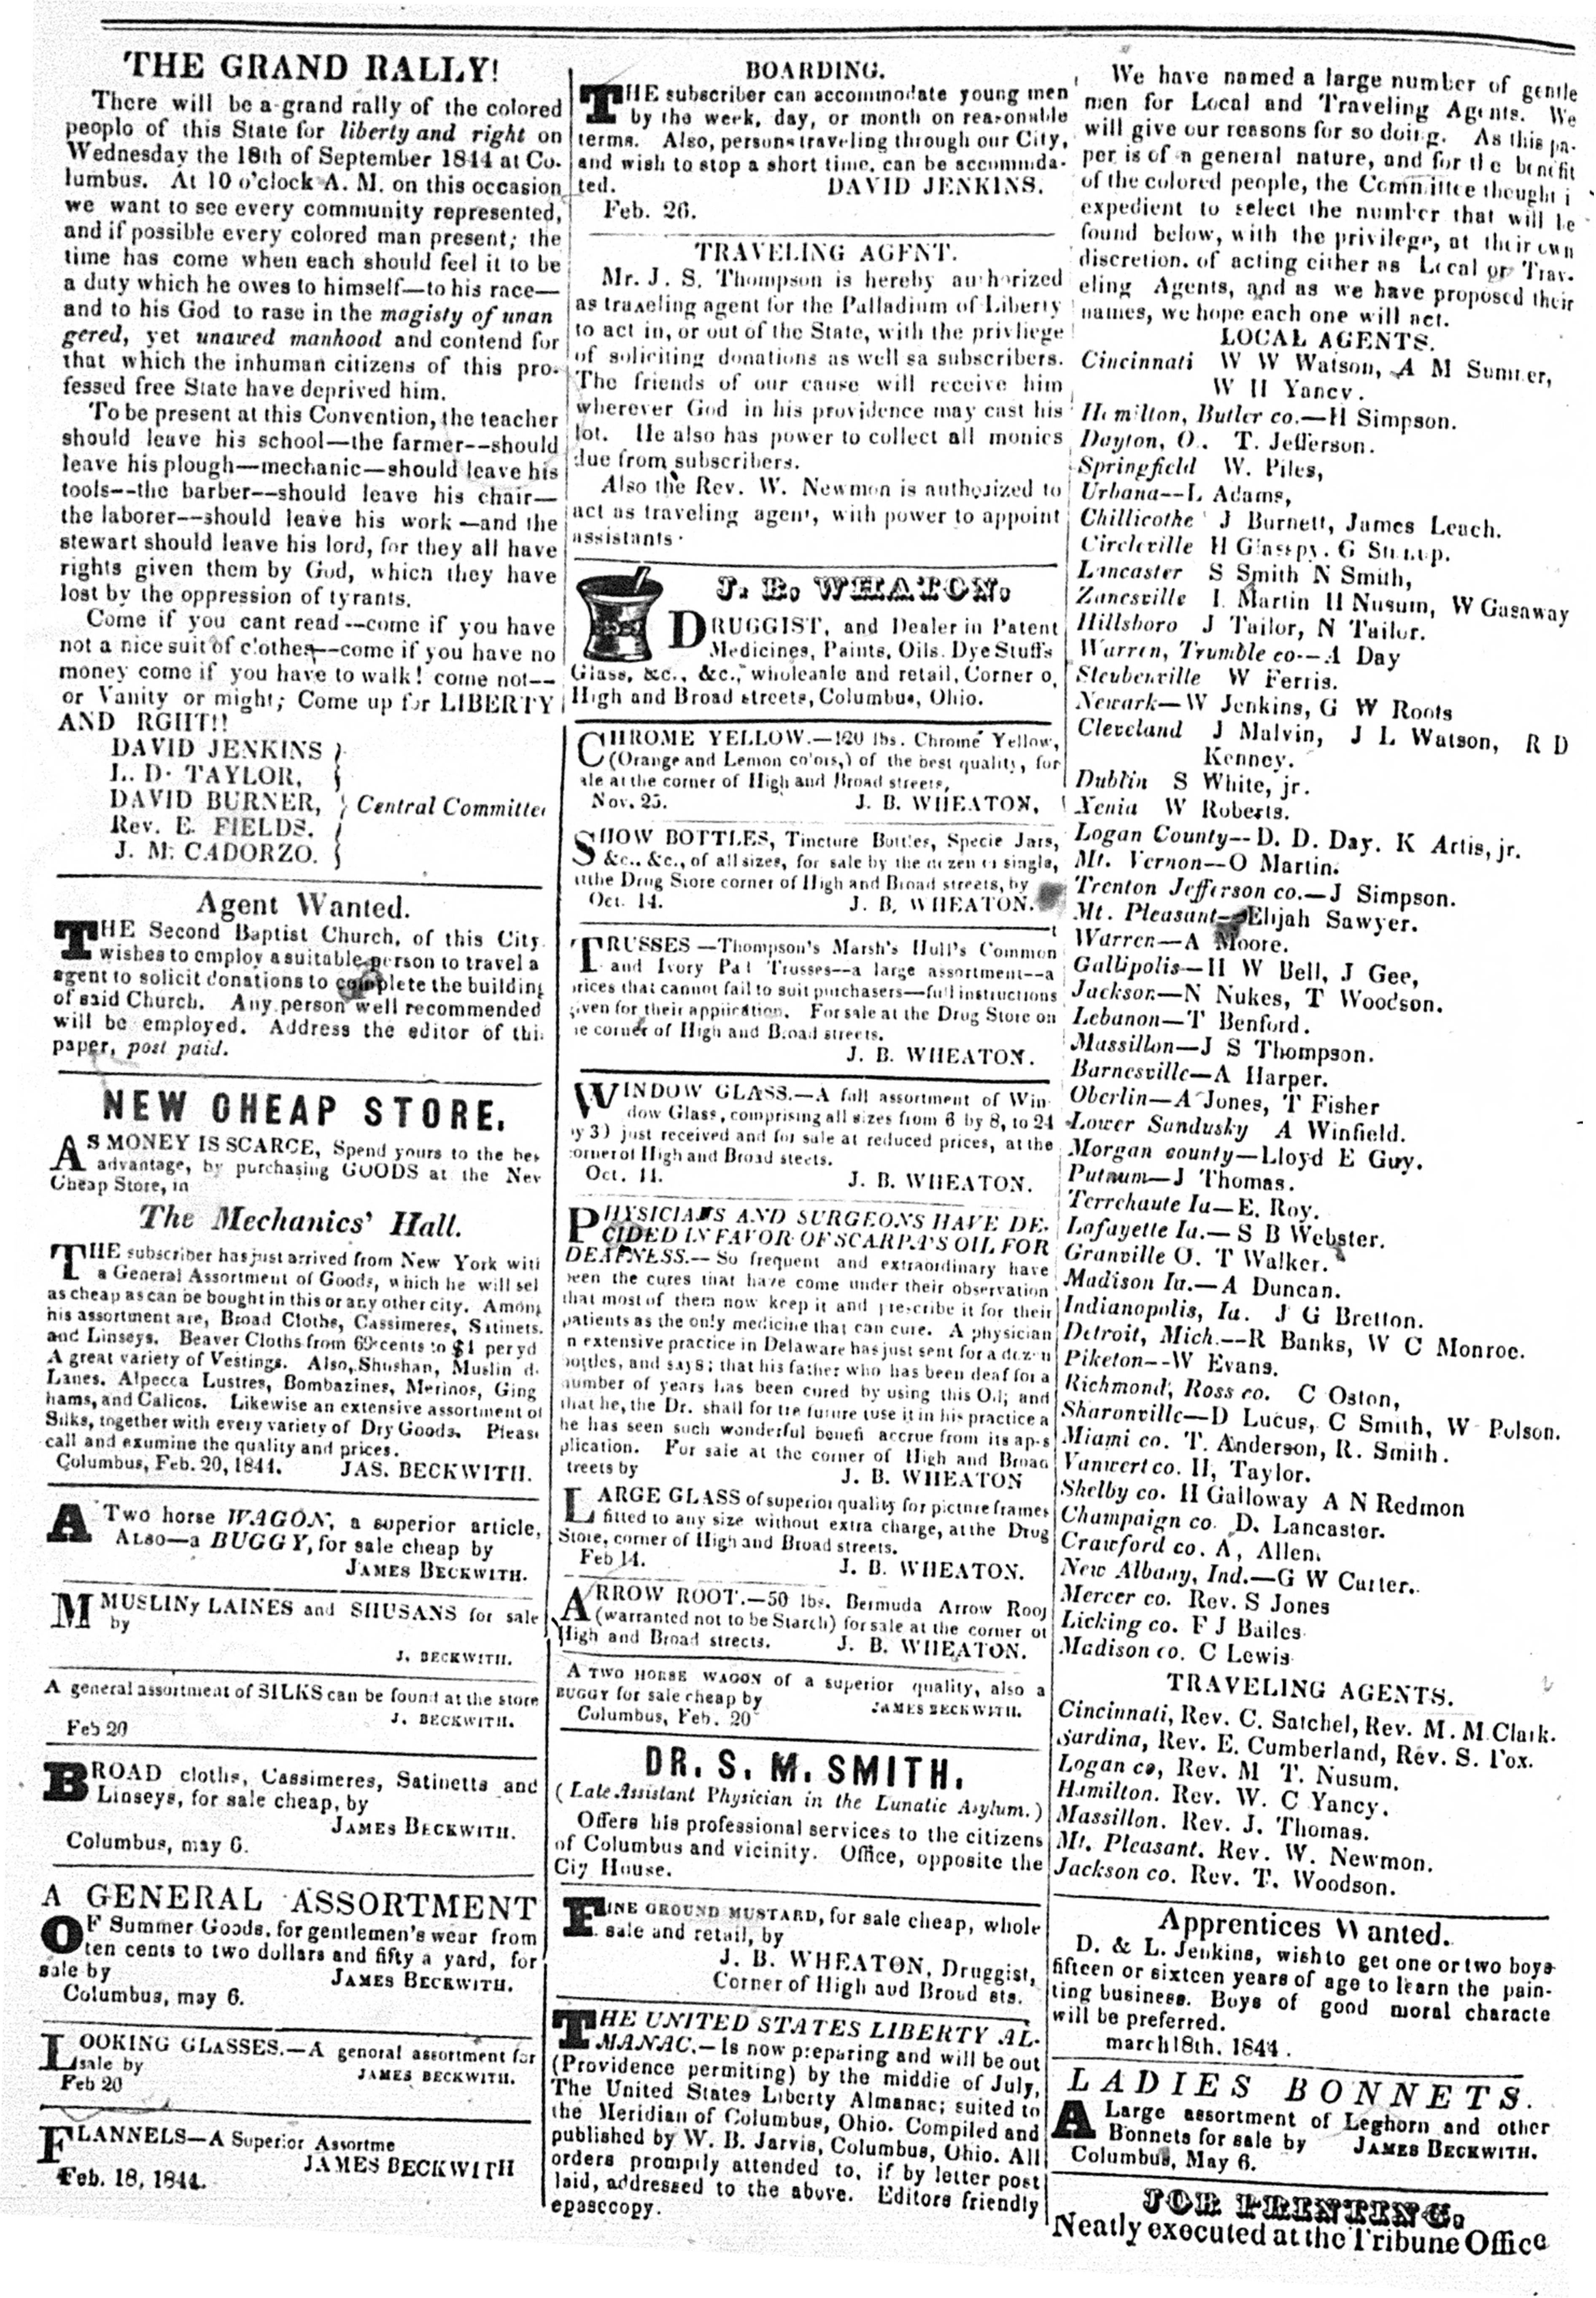 THE GRAND RALLY!
There will be a grand rally of the colored
peoplo of this State for liberty and right on
Wednesday the 18th of September 1844 at Co-
lumbus. At 10 o'clock A. M. on this occasion
we want to see every community represented,
and if possible every colored man present; the
time has come when each should feel it to be
a duty which he owes to himself—to his race—
and to his God to rase in the magisty of unan
gered, yet unawed manhood and contend for
that which the inhuman citizens of this pro-
fessed free State have deprived him.
To be present at this Convention, the teacher
should leave his school—the farmer--should
leave his plough—mechanic—should leave his
tools--the barber--should leave his chair—
the laborer--should leave his work—and the
stewart should leave his lord, for they all have
rights given them by God, which they have
lost by the oppression of tyrants.
Come if you cant read--come if you have
not a nice suit of clothes--come if you have no
money come if you have to walk! come not--
or Vanity or might; Come up for LIBERTY
AND RGHT!!
DAVID JENKINS
L. D. TAYLOR,
DAVID BURNER, Central Committee
Rev. E. FIELDS.
J. M. CADORZO.
Agent Wanted.
THE Second Baptist Church, of this City
wishes to employ a suitable person to travel a
agent to solicit donations to complete the building
of said Church. Any person well recommended
will be employed. Address the editor of thi
paper, post paid.
NEW CHEAP STORE.
AS MONEY IS SCARCE, Spend yours to the bes
advantage, by purchasing GOODS at the New
Cheap Store, in
The Mechanics' Hall.
THE subscriber has just arrived from New York witl
a General Assortment of Goods, which he will sel
as cheap as can be bought in this or any other city. Among
his assortment are, Broad Cloths, Cassimeres, Satinets.
and Linseys. Beaver Cloths from 69 cents to $1 per yd
A great variety of Vestings. Also, Shushan, Muslin d.
Lanes. Alpecca Lustres, Bombazines, Merinos, Ging
hams, and Calicos. Likewise an extensive assortment of
Silks, together with every variety of Dry Goods. Please
call and exumine the quality and prices.
Columbus, Feb. 20, 1844. JAS. BECKWITH.
A Two horse WAGON, a superior article,
ALSO—a BUGGY, for sale cheap by
JAMES BECKWITH.
MMUSLINy LAINES and SHUSANS for sale
by
J. BECKWITH.
A general assortment of SILKS can be found at the store
J. BECKWITH.
Feb 20
BROAD cloths, Cassimeres, Satinetts and
Linseys, for sale cheap, by
JAMES BECKWITH.
Columbus, may 6.
A GENERAL ASSORTMENT
OF Summer Goods, for gentlemen's wear from
ten cents to two dollars and fifty a yard, for
sale by JAMES BECKWITH.
Columbus, may 6.
LOOKING GLASSES.—A genoral assortment for
sale by JAMES BECKWITH.
Feb 20
FLANNELS—A Superior Assortme
JAMES BECKWITH
Feb. 18, 1844.
BOARDING.
THE subscriber can accommodate young men
by the week, day, or month on reasonable
terms. Also, persons traveling through our City,
and wish to stop a short time, can be accommda-
ted. DAVID JENKINS.
Feb. 26.
TRAVELING AGENT.
Mr. J. S. Thompson is hereby authorized
as traveling agent for the Palladium of Liberty
to act in, or out of the State, with the privliege
of soliciting donations as well sa subscribers.
The friends of our cause will receive him
wherever God in his providence may cast his
lot. He also has power to collect all monies
due from subscribers.
Also the Rev. W. Newmon is authorized to
act as traveling agent, with power to appoint
assistants.
J. B. WHEATON.
DRUGGIST, and Dealer in Patent
Medicines, Paints, Oils, Dye Stuffs
Glass, &c., &c., wholeanle and retail, Corner o,
High and Broad streets, Columbus, Ohio.
CHROME YELLOW.—120 lbs. Chrome Yellow,
(Orange and Lemon colors,) of the best quality, for
ale at the corner of High and Broad streets,
Nov. 25. J. B. WHEATON.
SHOW BOTTLES, Tincture Bottles, Specie Jars,
&c., &c., of all sizes, for sale by the dozen or single,
at the Drug Store corner of High and Broad streets, by
Oct. 14. J. B. WHEATON.
TRUSSES—Thompson's Marsh's Hull's Common
and Ivory Pad Trusses--a large assortment--a
prices that cannot fail to suit purchasers—full instructions
given for their appiication. For sale at the Drug Store on
he corner of High and Broad streets.
J. B. WHEATON.
WINDOW GLASS.—A full assortment of Win-
dow Glass, comprising all sizes from 6 by 8, to 24
by 3) just received and for sale at reduced prices, at the
corner of High and Broad steets.
Oct. 11. J. B. WHEATON.
PHYSICIANS AND SURGEONS HAVE DE-
CIDED IN FAVOR OF SCARPA'S OIL FOR
DEAFNESS.—So frequent and extraordinary have
been the cures that have come under their observation
that most of them now keep it and prescribe it for their
patients as the only medicine that can cure. A physician
n extensive practice in Delaware has just sent for a dozen
bottles, and says; that his father who has been deaf for a
number of years has been cured by using this Oil; and
that he, the Dr. shall for the future use it in his practice a
he has seen such wonderful benefi accrue from its ap-s
plication. For sale at the corner of High and Broad
treets by J. B. WHEATON
LARGE GLASS of superior quality for picture frames
fitted to any size without extra charge, at the Drug
Store, corner of High and Broad streets.
Feb 14. J. B. WHEATON.
ARROW ROOT.—50 lbs. Bermuda Arrow Root
(warranted not to be Starch) for sale at the corner of
High and Broad streets. J. B. WHEATON.
A TWO HORSE WAGON of a superior quality, also a
BUGGY for sale cheap by JAMES BECKWITH.
Columbus, Feb. 20
DR. S. M. SMITH.
(Late Assistant Physician in the Lunatic Asylum.)
Offers his professional services to the citizens
of Columbus and vicinity. Office, opposite the
City House.
FINE GROUND MUSTARD, for sale cheap, whole
sale and retail, by
J. B. WHEATON, Druggist,
Corner of High and Broad sts.
THE UNITED STATES LIBERTY AL-
MANAC.—Is now preparing and will be out
(Providence permiting) by the middie of July,
The United States Liberty Almanac; suited to
the Meridian of Columbus, Ohio. Compiled and
published by W. B. Jarvis, Columbus, Ohio. All
orders promptly attended to, if by letter post
laid, addressed to the above. Editors friendly
epasccopy.
We have named a large number of gentle
men for Local and Traveling Agents. We
will give our reasons for so doing. As this pa-
per is of a general nature, and for the benefit
of the colored people, the Committee thought i
expedient to select the number that will be
found below, with the privilege, at their own
discretion. of acting either as Local or Trav-
eling Agents, and as we have proposed their
names, we hope each one will act.
LOCAL AGENTS.
Cincinnati W W Watson, A M Sumner,
W H Yancy.
Hamilton, Butler co.—H Simpson.
Dayton, O. T. Jefferson.
Springfield W. Piles,
Urbana--L Adams,
Chillicothe J Burnett, James Leach.
Circleville H G
Lancaster S Smith N Smith,
Zanesville I. Martin H Nusum, W Gasaway
Hillsboro J Tailor, N Tailor.
Warren, Trumble co--A Day
Steubenville W Ferris.
Newark—W Jenkins, G W Roots
Cleveland J Malvin, J L Watson, R D
Kenney.
Dublin S White, jr.
Xenia W Roberts.
Logan County--D. D. Day. K Artis, jr.
Mt. Vernon—O Martin.
Trenton Jefferson co.—J Simpson.
Mt. Pleasant--Elijah Sawyer.
Warren—A Moore.
Gallipolis—H W Bell, J Gee,
Jackson—N Nukes, T Woodson.
Lebanon—T Benford.
Massillon—J S Thompson.
Barnesville—A Harper.
Oberlin—A Jones, T Fisher
Lower Sandusky A Winfield.
Morgan county—Lloyd E Guy.
Putnum—J Thomas.
Terrehaute Ia—E. Roy.
Lafayette Ia.—S B Webster.
Granville O. T Walker.
Madison Ia.—A Duncan.
Indianopolis, Ia. J G Bretton.
Detroit, Mich.--R Banks, W C Monroe.
Piketon--W Evans.
Richmond, Ross co. C Oston,
Sharonville—D Lucus, C Smith, W Polson.
Miami co. T. Anderson, R. Smith.
Vanwert co. H, Taylor.
Shelby co. H Galloway A N Redmon
Champaign co. D. Lancaster.
Crawford co. A, Allen.
New Albany, Ind.—G W Carter.
Mercer co. Rev. S Jones
Licking co. F J Bailes
Madison co. C Lewis
TRAVELING AGENTS.
Cincinnati, Rev. C. Satchel, Rev. M. M Clark.
Sardina, Rev. E. Cumberland, Rev. S. Fox.
Logan co, Rev. M T. Nusum.
Hamilton. Rev. W. C Yancy.
Massillon. Rev. J. Thomas.
Mt. Pleasant. Rev. W. Newmon.
Jackson co. Rev. T. Woodson.
Apprentices Wanted.
D. & L. Jenkins, wish to get one or two boys
fifteen or sixteen years of age to learn the pain-
ting business. Boys of good moral characte
will be preferred.
march 18th, 1844.
LADIES BONNETS.
A Large assortment of Leghorn and other
Bonnets for sale by JAMES BECKWITH.
Columbus, May 6.
JOB PRINTING.
Neatly executed at the Tribune Office